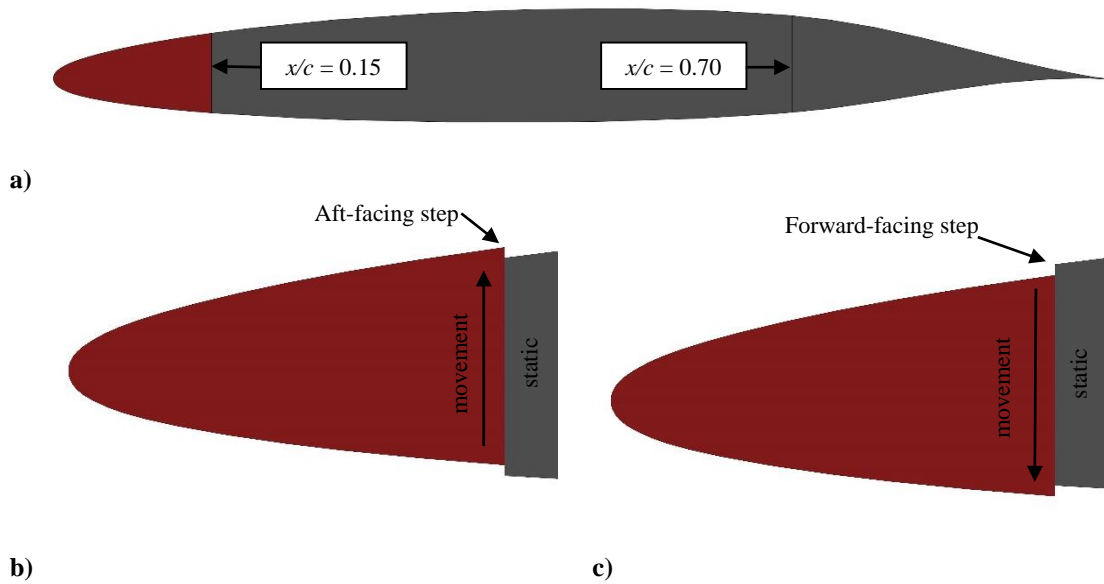 x/c = 0.15
x/c = 0.70
a)
Aft-facing step
movement
static
b)
Forward-facing step
movement
static
c)